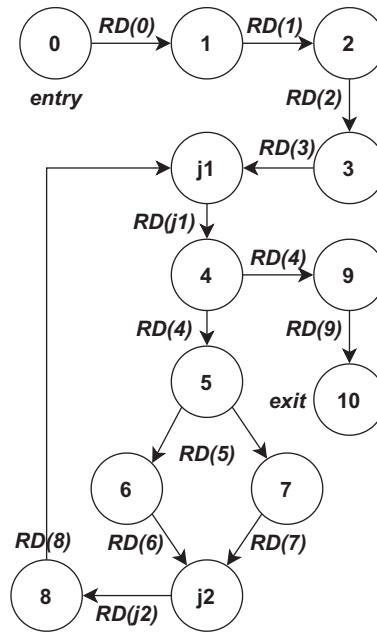 RD(0)
RD(1)
0
1
2
entry
RD(2)
RD(3)
j1
3
RD(j1)
RD(4)
4
9
RD(4)
RD(9)
5
exit
10
RD(5)
6
7
RD(6)
RD(7)
RD(8)
8
j2
RD(j2)